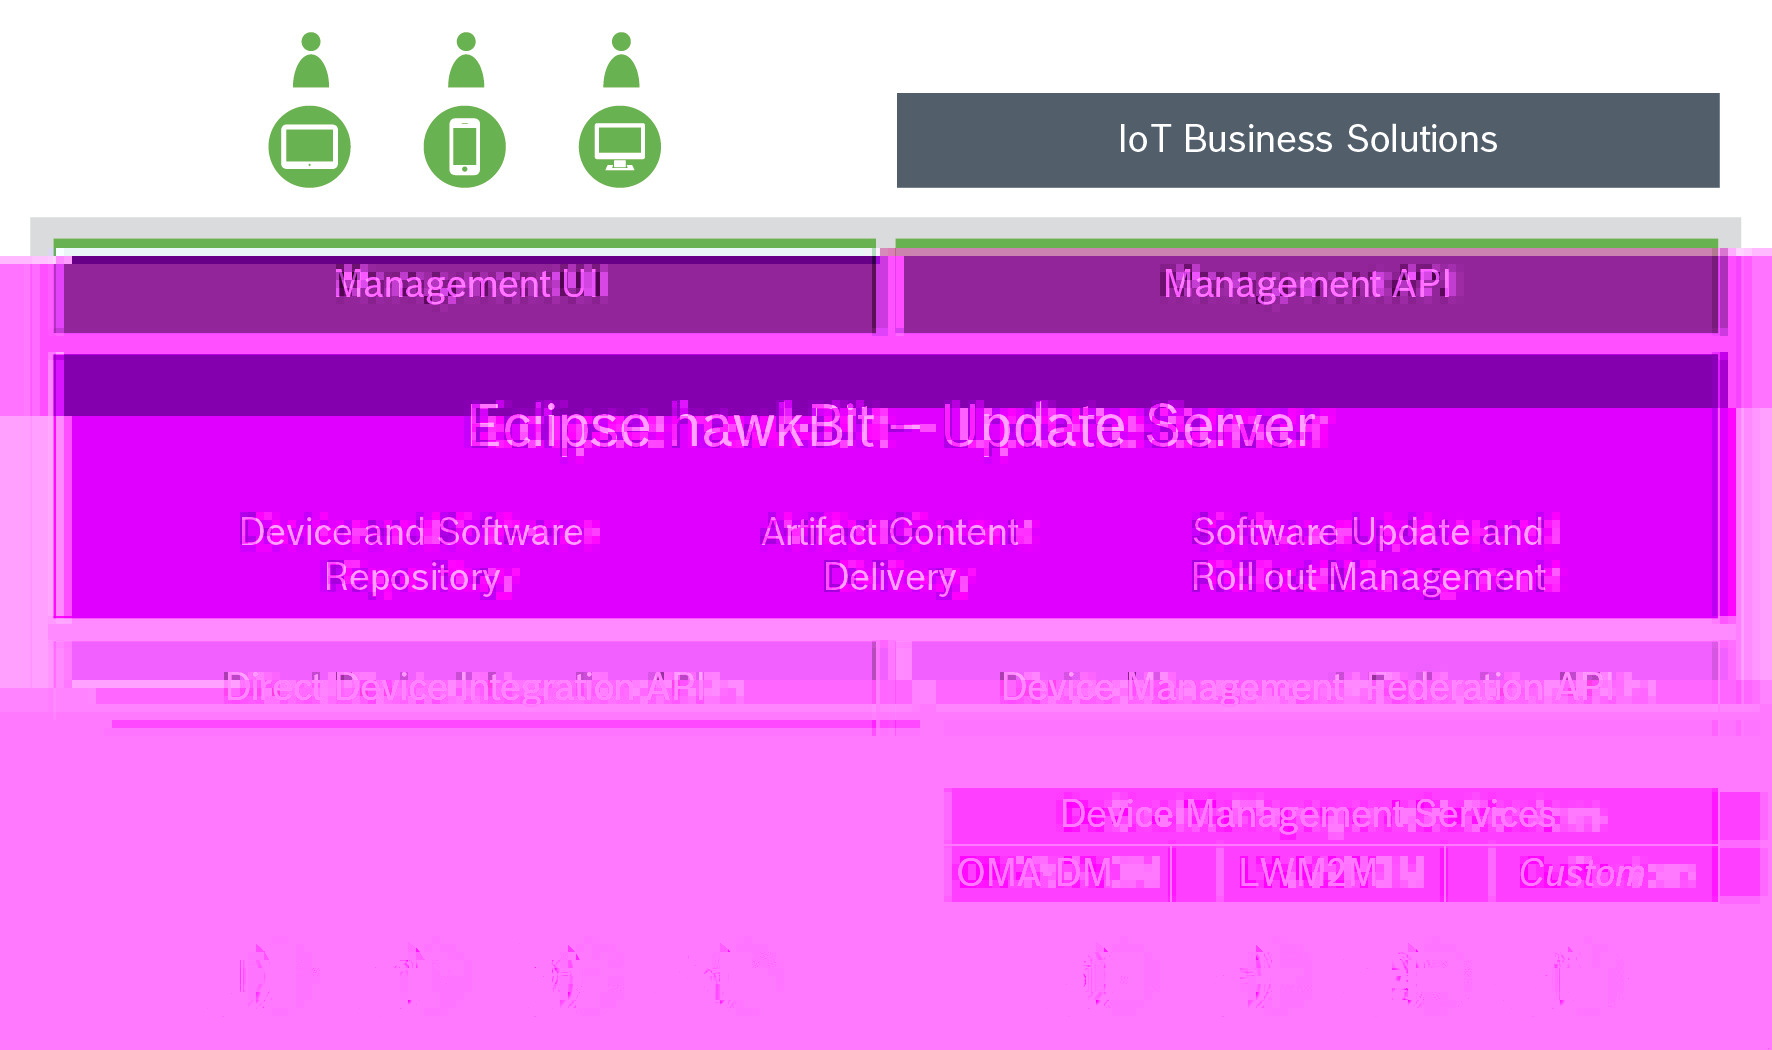 IoT Business Solutions
Management UI
Management API
Eclipse hawkBit – Update Server
Device and Software
Repository
Artifact Content
Delivery
Software Update and
Roll out Management
Direct Device Integration API
Device Management Federation API
Device Management Services
OMA-DM
LWM2M
Custom